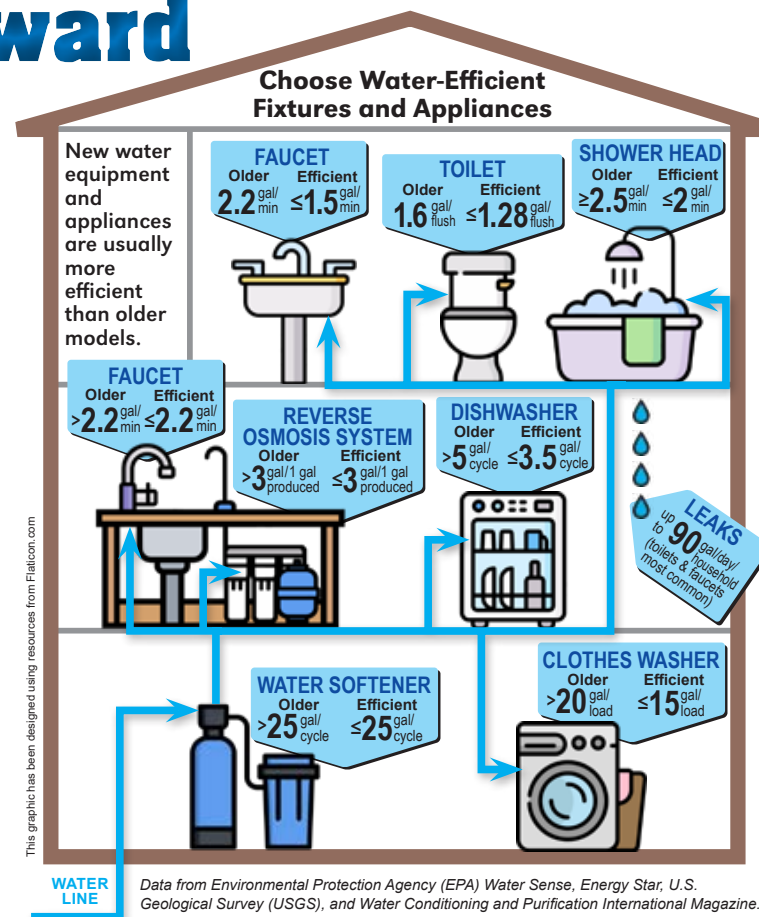 ward
Choose Water-Efficient
Fixtures and Appliances
New water
equipment
and
appliances
are usually
more
efficient
than older
models.
FAUCET
Older Efficient
2.2 gal/min ≤1.5 gal/min
TOILET
Older Efficient
1.6 gal/flush ≤1.28 gal/flush
SHOWER HEAD
Older Efficient
≥2.5 gal/min ≤2 gal/min
FAUCET
Older Efficient
>2.2 gal/min ≤2.2 gal/min
REVERSE
OSMOSIS SYSTEM
Older Efficient
>3 gal/1 gal produced ≤3 gal/1 gal produced
DISHWASHER
Older Efficient
>5 gal/cycle ≤3.5 gal/cycle
LEAKS
up to 90 gal/day/household
(toilets & faucets
most common)
WATER SOFTENER
Older Efficient
>25 gal/cycle ≤25 gal/cycle
CLOTHES WASHER
Older Efficient
>20 gal/load ≤15 gal/load
This graphic has been designed using resources from Flaticon.com
WATER
LINE
Data from Environmental Protection Agency (EPA) Water Sense, Energy Star, U.S.
Geological Survey (USGS), and Water Conditioning and Purification International Magazine.